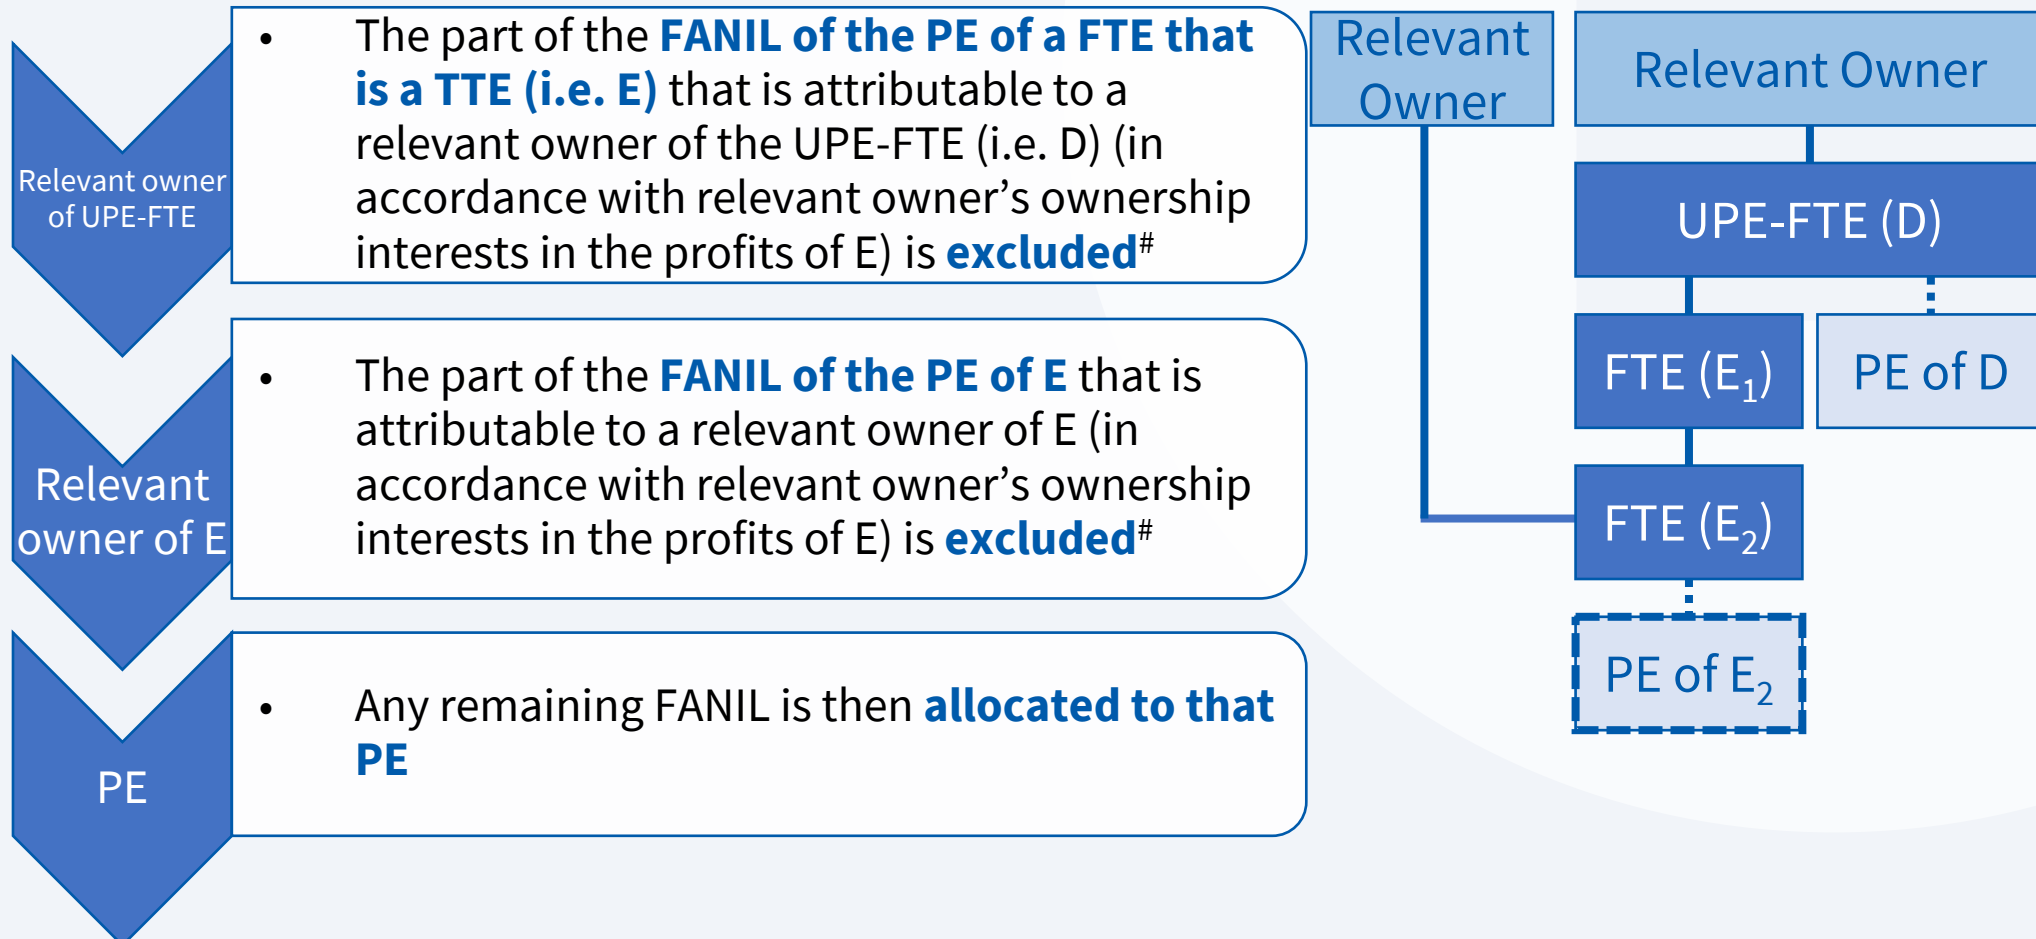 Relevant owner
of UPE-FTE
• The part of the FANIL of the PE of a FTE that
is a TTE (i.e. E) that is attributable to a
relevant owner of the UPE-FTE (i.e. D) (in
accordance with relevant owner’s ownership
interests in the profits of E) is excluded#
Relevant
owner of E
• The part of the FANIL of the PE of E that is
attributable to a relevant owner of E (in
accordance with relevant owner’s ownership
interests in the profits of E) is excluded#
PE
• Any remaining FANIL is then allocated to that
PE
Relevant
Owner
Relevant Owner
UPE-FTE (D)
FTE (E₁)
PE of D
FTE (E₂)
PE of E₂